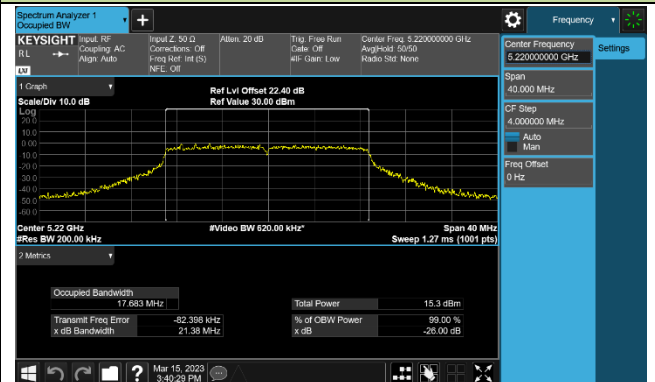 Spectrum Analyzer 1
Occupied BW
Frequency
KEYSIGHT
RL
LXI
Input: RF
Coupling: AC
Align: Auto
Input Z: 50 Ω
Corrections: Off
Freq Ref: Int (S)
NFE: Off
Atten: 20 dB
Trig: Free Run
Gate: Off
#IF Gain: Low
Center Freq: 5.220000000 GHz
Avg|Hold: 50/50
Radio Std: None
1 Graph
Scale/Div 10.0 dB
Ref Lvl Offset 22.40 dB
Ref Value 30.00 dBm
Log
20.0
10.0
0.00
-10.0
-20.0
-30.0
-40.0
-50.0
-60.0
Center 5.22 GHz
#Video BW 620.00 kHz*
Span 40 MHz
#Res BW 200.00 kHz
Sweep 1.27 ms (1001 pts)
2 Metrics
Occupied Bandwidth
17.683 MHz
Total Power
15.3 dBm
Transmit Freq Error
-82.398 kHz
% of OBW Power
99.00 %
x dB Bandwidth
21.38 MHz
x dB
-26.00 dB
Center Frequency
5.220000000 GHz
Settings
Span
40.000 MHz
CF Step
4.000000 MHz
Auto
Man
Freq Offset
0 Hz
Mar 15, 2023
3:40:29 PM